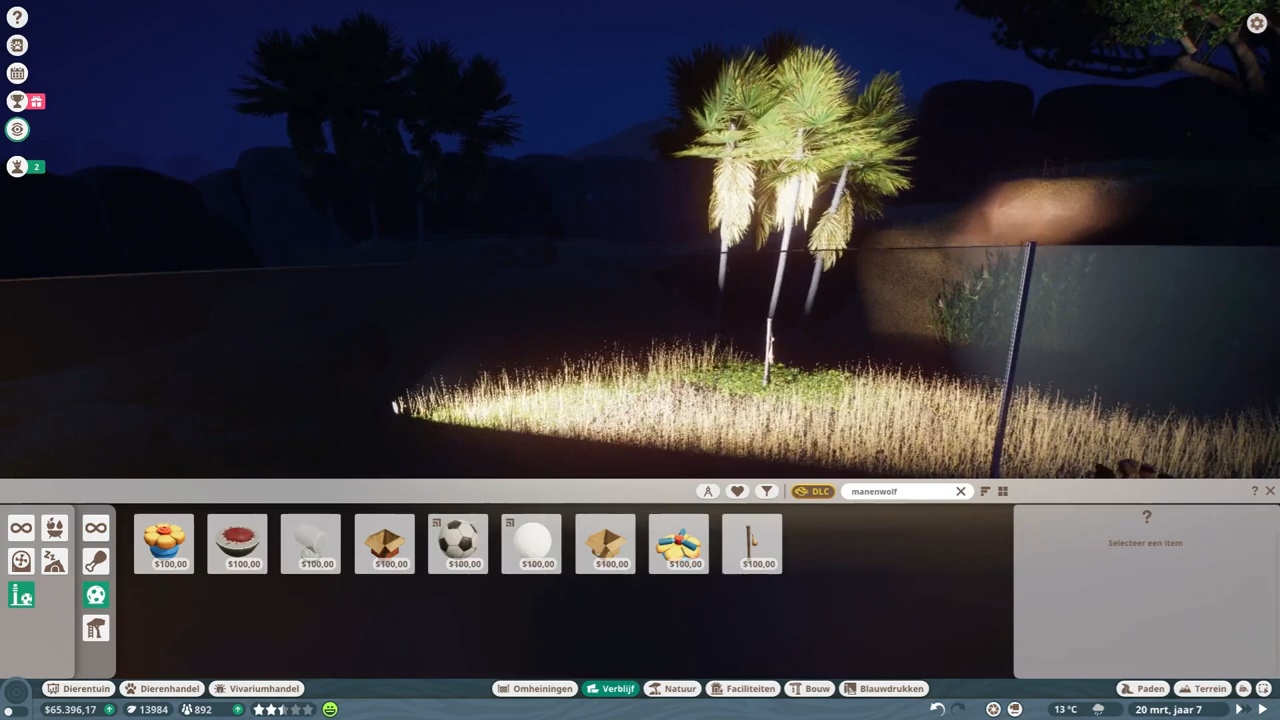 ?
2
DLC
manenwolf
?
$100,00
$100,00
$100,00
$100,00
$100,00
$100,00
$100,00
$100,00
$100,00
?
Selecteer een item
Dierentuin
Dierenhandel
Vivariumhandel
Omheiningen
Verblijf
Natuur
Faciliteiten
Bouw
Blauwdrukken
Paden
Terrein
$65.396,17
13984
892
13 °C
20 mrt, jaar 7